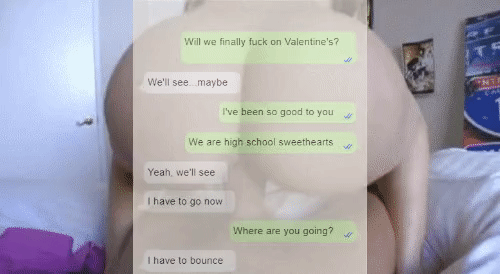 Will we finally fuck on Valentine's?
We'll see...maybe
I've been so good to you
We are high school sweethearts
Yeah, we'll see
I have to go now
Where are you going?
I have to bounce